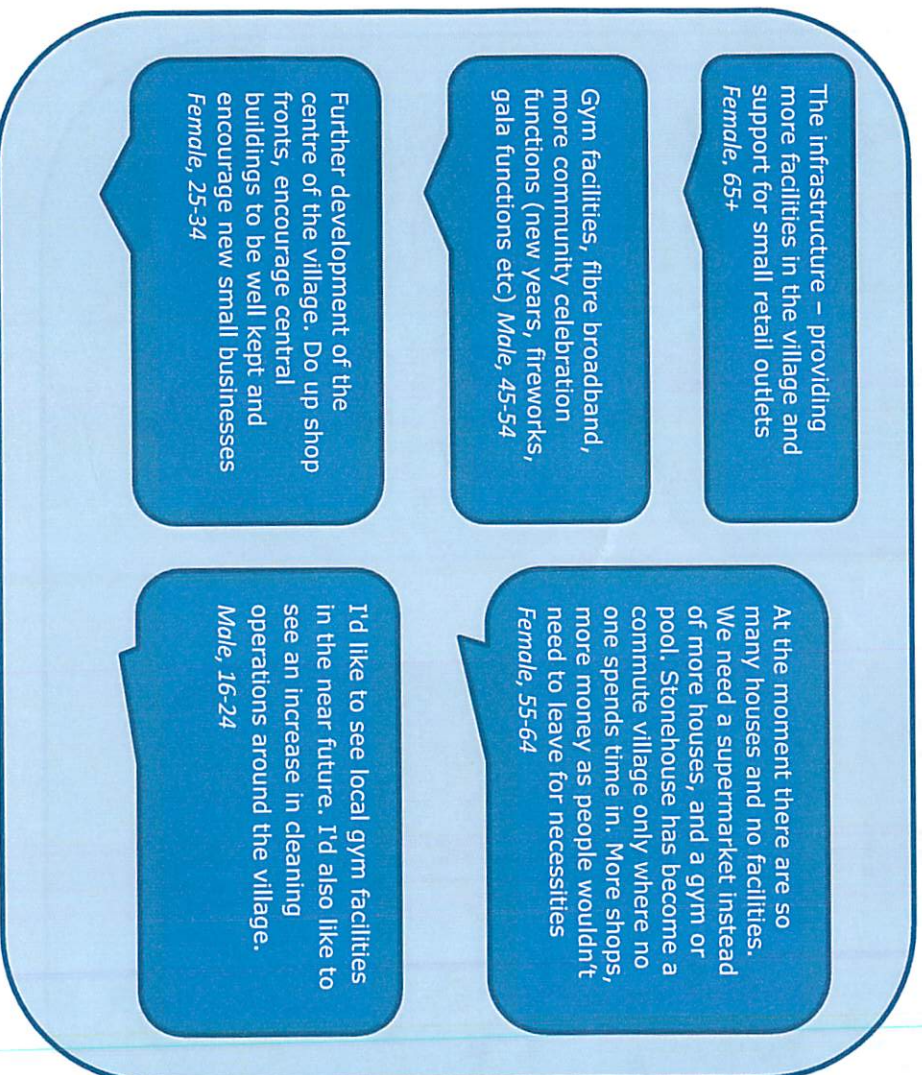 The infrastructure – providing
more facilities in the village and
support for small retail outlets
Female, 65+
Gym facilities, fibre broadband,
more community celebration
functions (new years, fireworks,
gala functions etc) Male, 45-54
Further development of the
centre of the village. Do up shop
fronts, encourage central
buildings to be well kept and
encourage new small businesses
Female, 25-34
At the moment there are so
many houses and no facilities.
We need a supermarket instead
of more houses, and a gym or
pool. Stonehouse has become a
commute village only where no
one spends time in. More shops,
more money as people wouldn't
need to leave for necessities
Female, 55-64
I'd like to see local gym facilities
in the near future. I'd also like to
see an increase in cleaning
operations around the village.
Male, 16-24